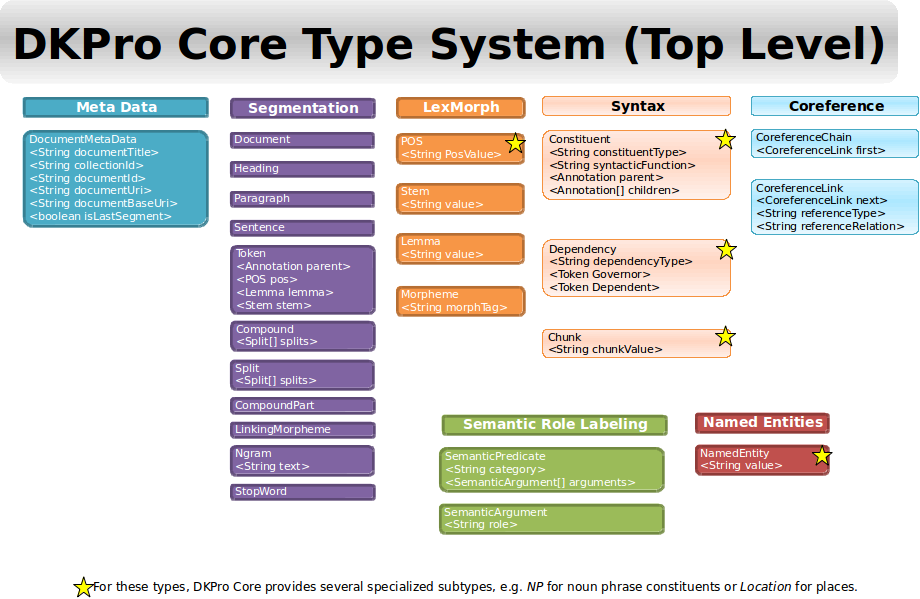 DKPro Core Type System (Top Level)
Meta Data
DocumentMetaData
<String documentTitle>
<String collectionId>
<String documentId>
<String documentUri>
<String documentBaseUri>
<boolean isLastSegment>
Segmentation
Document
Heading
Paragraph
Sentence
Token
<Annotation parent>
<POS pos>
<Lemma lemma>
<Stem stem>
Compound
<Split[] splits>
Split
<Split[] splits>
CompoundPart
LinkingMorpheme
Ngram
<String text>
StopWord
LexMorph
POS
<String PosValue>
Stem
<String value>
Lemma
<String value>
Morpheme
<String morphTag>
Syntax
Constituent
<String constituentType>
<String syntacticFunction>
<Annotation parent>
<Annotation[] children>
Dependency
<String dependencyType>
<Token Governor>
<Token Dependent>
Chunk
<String chunkValue>
Coreference
CoreferenceChain
<CoreferenceLink first>
CoreferenceLink
<CoreferenceLink next>
<String referenceType>
<String referenceRelation>
Semantic Role Labeling
SemanticPredicate
<String category>
<SemanticArgument[] arguments>
SemanticArgument
<String role>
Named Entities
NamedEntity
<String value>
For these types, DKPro Core provides several specialized subtypes, e.g. NP for noun phrase constituents or Location for places.